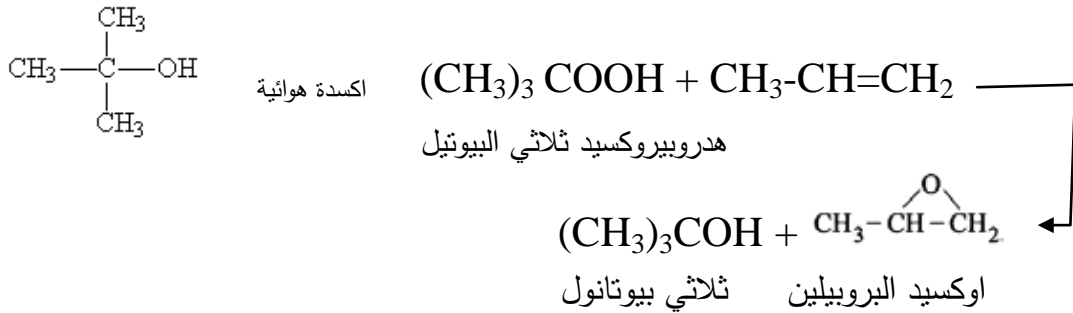 CH₃
CH₃—C—OH
CH₃
اكسدة هوائية
(CH₃)₃ COOH + CH₃-CH=CH₂
هدروبيروكسيد ثلاثي البيوتيل
O
(CH₃)₃COH + CH₃–CH–CH₂
اوكسيد البروبيلين ثلاثي بيوتانول